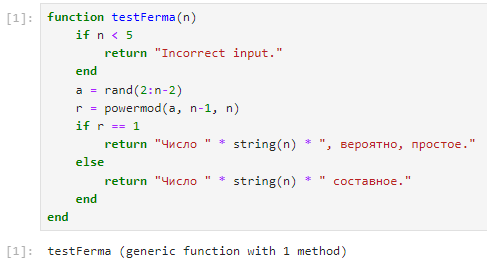 [1]: function testFerma(n)
    if n < 5
        return "Incorrect input."
    end
    a = rand(2:n-2)
    r = powermod(a, n-1, n)
    if r == 1
        return "Число " * string(n) * ", вероятно, простое."
    else
        return "Число " * string(n) * " составное."
    end
end
[1]: testFerma (generic function with 1 method)